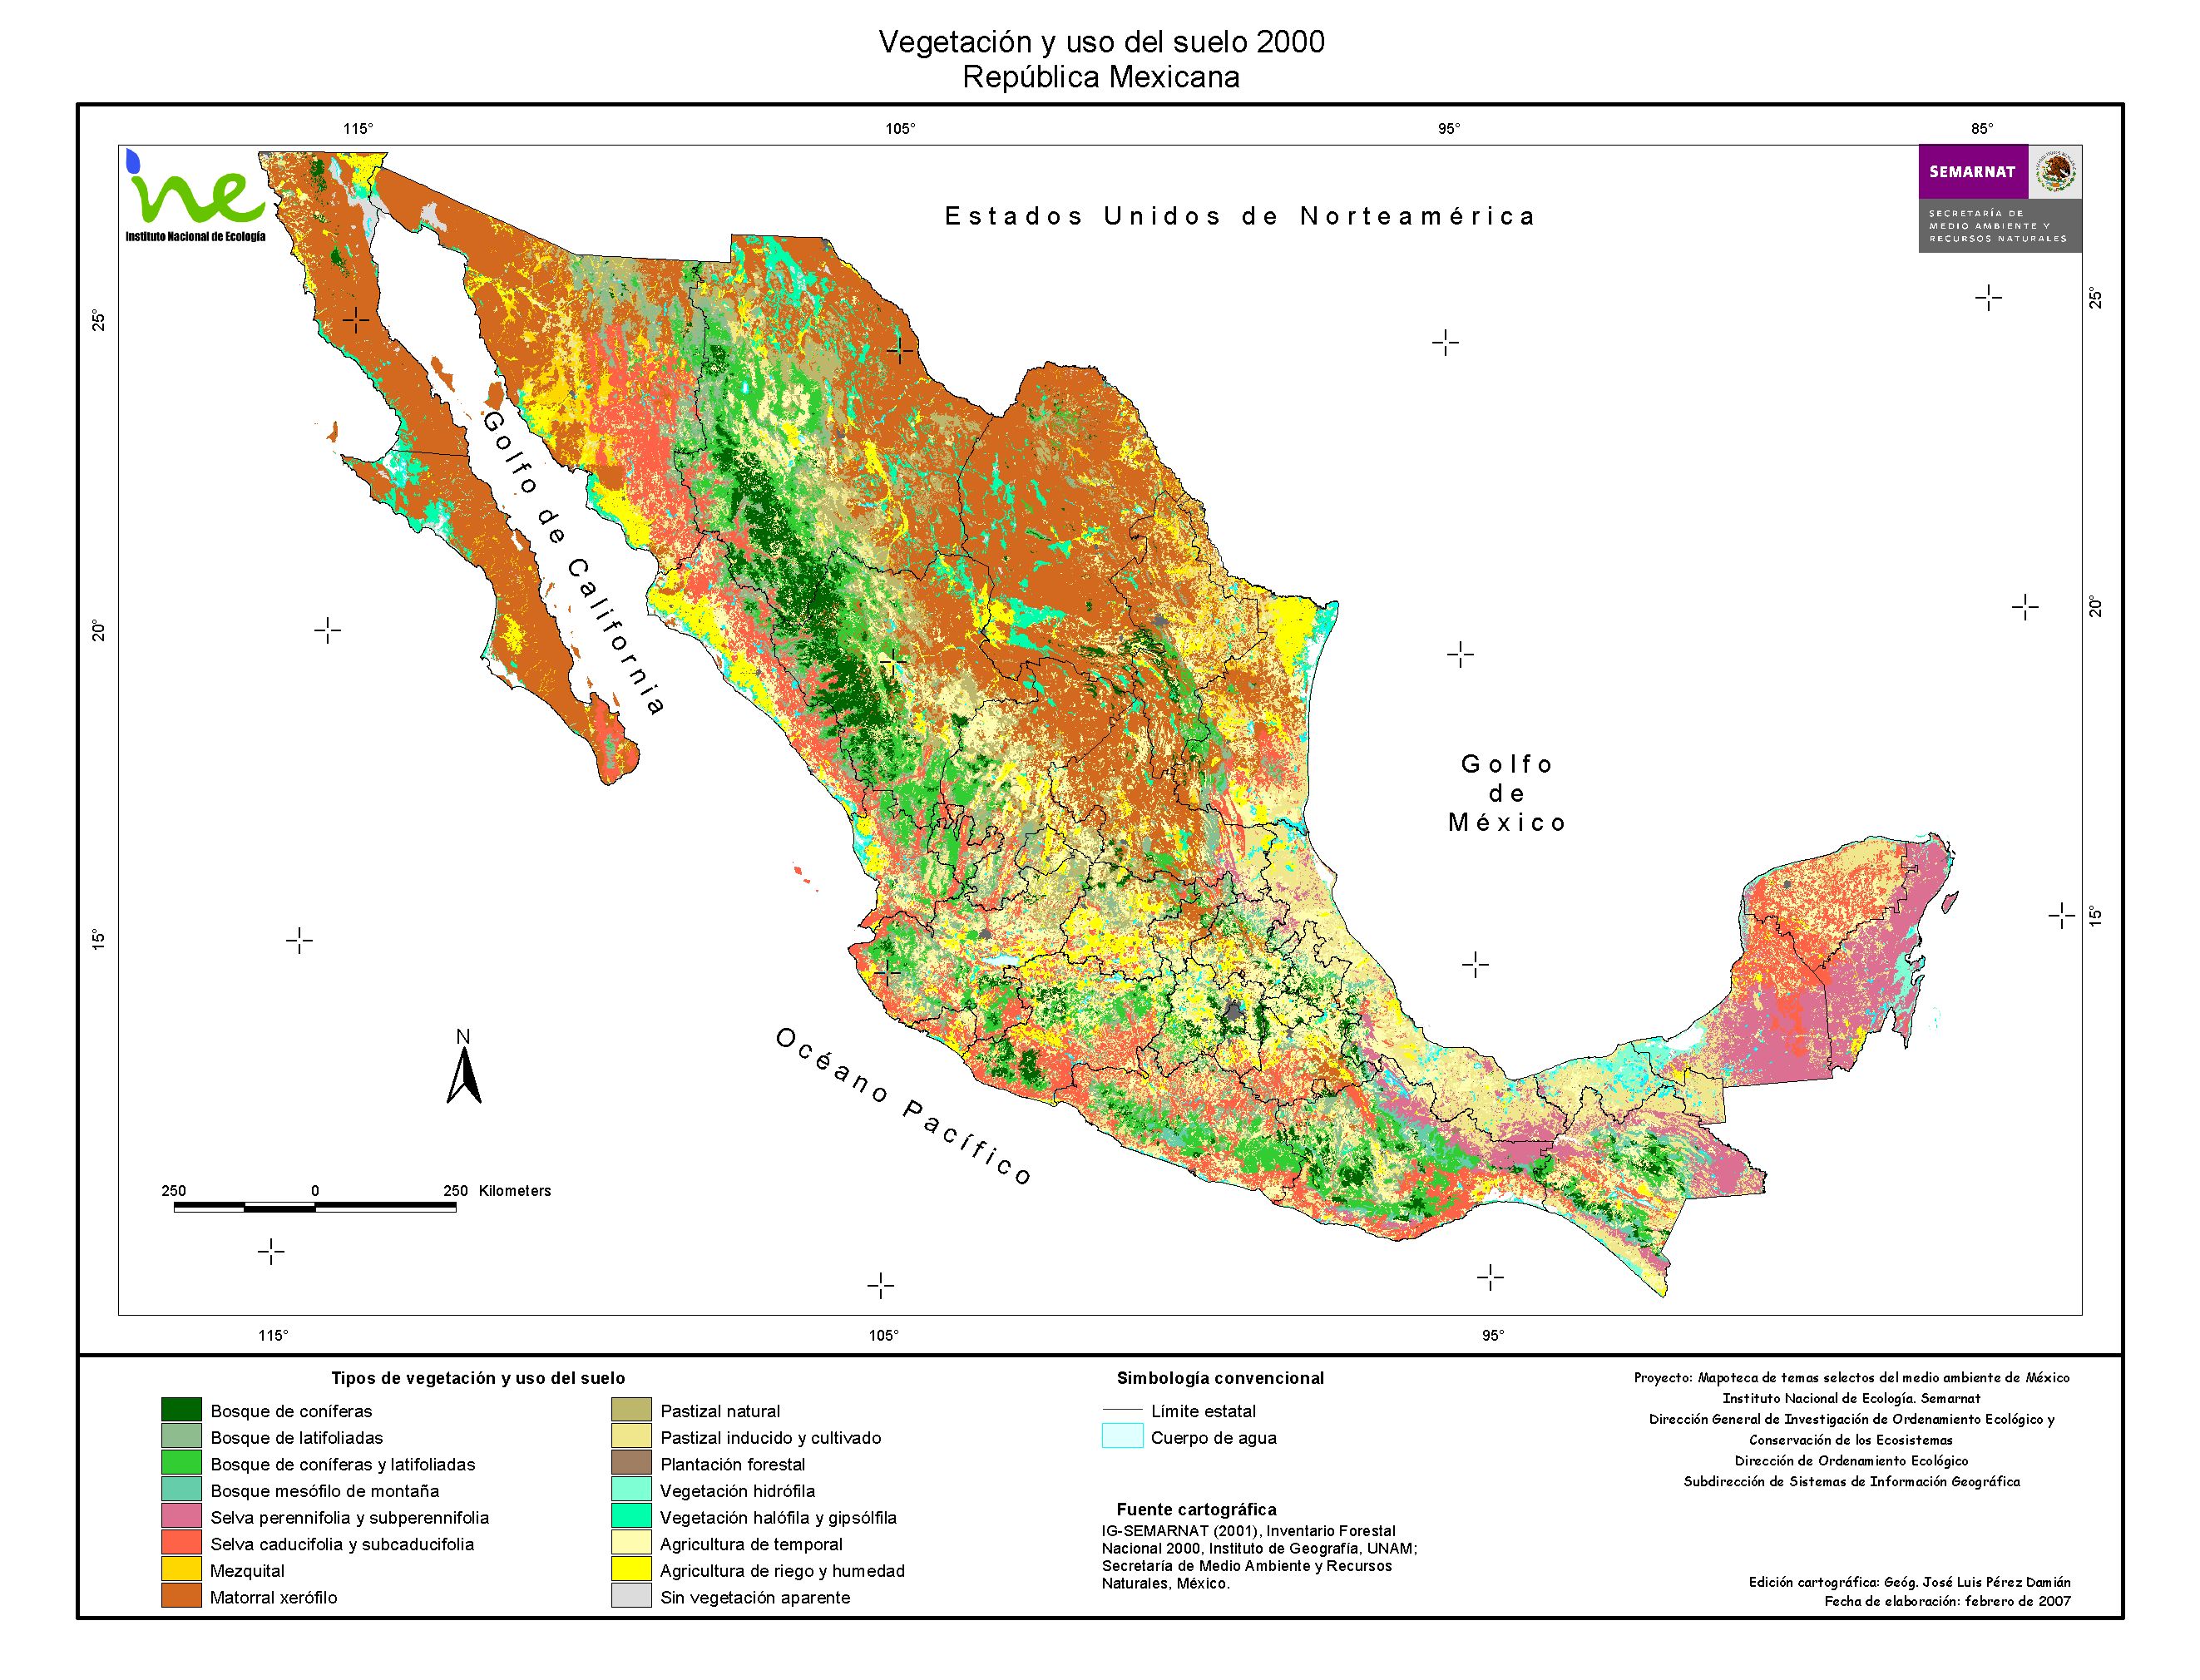 Vegetación y uso del suelo 2000
República Mexicana
115°
105°
95°
85°
ine
Instituto Nacional de Ecología
SEMARNAT
SECRETARÍA DE
MEDIO AMBIENTE Y
RECURSOS NATURALES
Estados Unidos de Norteamérica
25°
25°
20°
20°
15°
15°
Golfo de California
Golfo
de
México
Océano Pacífico
N
250 0 250 Kilometers
115°
105°
95°
Tipos de vegetación y uso del suelo
Bosque de coníferas
Bosque de latifoliadas
Bosque de coníferas y latifoliadas
Bosque mesófilo de montaña
Selva perennifolia y subperennifolia
Selva caducifolia y subcaducifolia
Mezquital
Matorral xerófilo
Pastizal natural
Pastizal inducido y cultivado
Plantación forestal
Vegetación hidrófila
Vegetación halófila y gipsólfila
Agricultura de temporal
Agricultura de riego y humedad
Sin vegetación aparente
Simbología convencional
Límite estatal
Cuerpo de agua
Fuente cartográfica
IG-SEMARNAT (2001), Inventario Forestal
Nacional 2000, Instituto de Geografía, UNAM;
Secretaría de Medio Ambiente y Recursos
Naturales, México.
Proyecto: Mapoteca de temas selectos del medio ambiente de México
Instituto Nacional de Ecología. Semarnat
Dirección General de Investigación de Ordenamiento Ecológico y
Conservación de los Ecosistemas
Dirección de Ordenamiento Ecológico
Subdirección de Sistemas de Información Geográfica
Edición cartográfica: Geóg. José Luis Pérez Damián
Fecha de elaboración: febrero de 2007